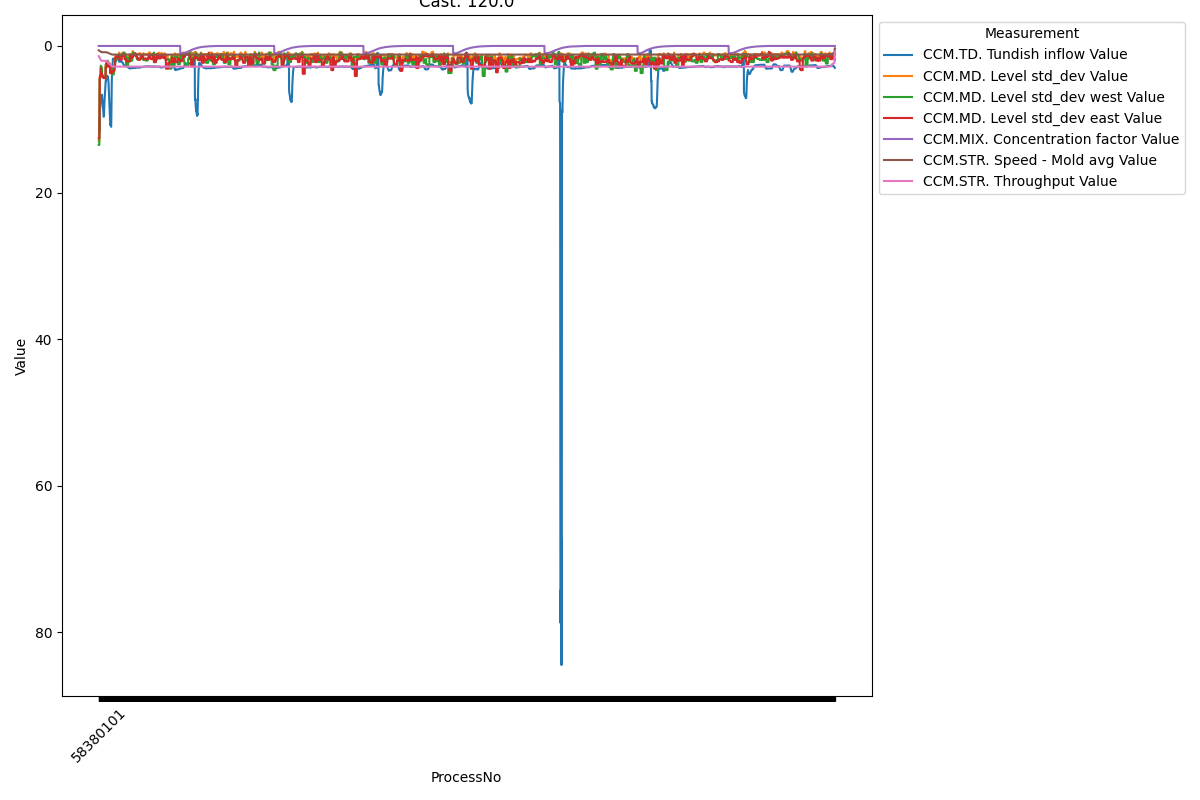 Cast: 120.0
Measurement
CCM.TD. Tundish inflow Value
CCM.MD. Level std_dev Value
CCM.MD. Level std_dev west Value
CCM.MD. Level std_dev east Value
CCM.MIX. Concentration factor Value
CCM.STR. Speed - Mold avg Value
CCM.STR. Throughput Value
0
20
40
60
80
Value
58380101
ProcessNo